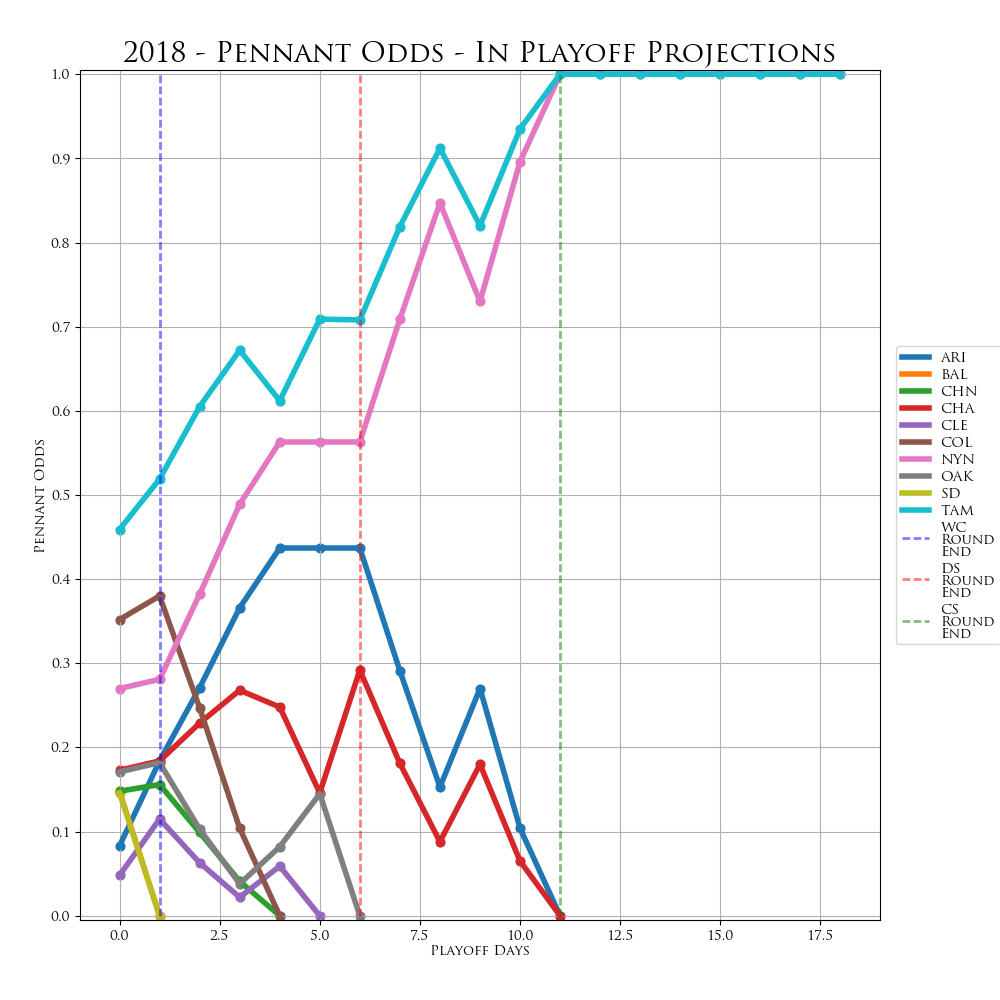 2018 - Pennant Odds - In Playoff Projections
1.0
0.9
0.8
0.7
0.6
0.5
0.4
0.3
0.2
0.1
0.0
Pennant Odds
0.0 2.5 5.0 7.5 10.0 12.5 15.0 17.5
Playoff Days
ARI
BAL
CHN
CHA
CLE
COL
NYN
OAK
SD
TAM
WC
Round
End
DS
Round
End
CS
Round
End